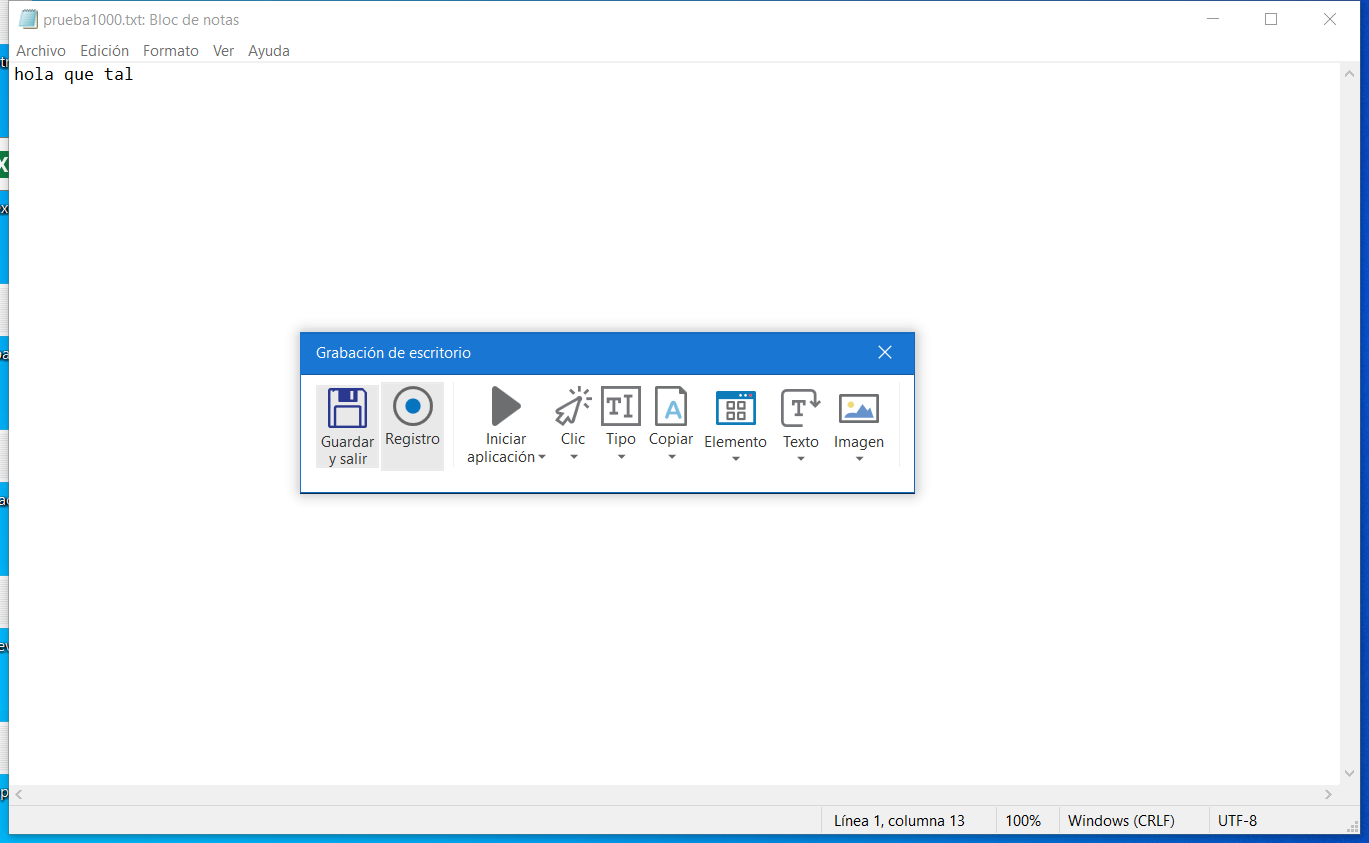 prueba1000.txt: Bloc de notas
Archivo Edición Formato Ver Ayuda
hola que tal
Grabación de escritorio
Guardar y salir
Registro
Iniciar aplicación
Clic
Tipo
Copiar
Elemento
Texto
Imagen
Línea 1, columna 13 100% Windows (CRLF) UTF-8